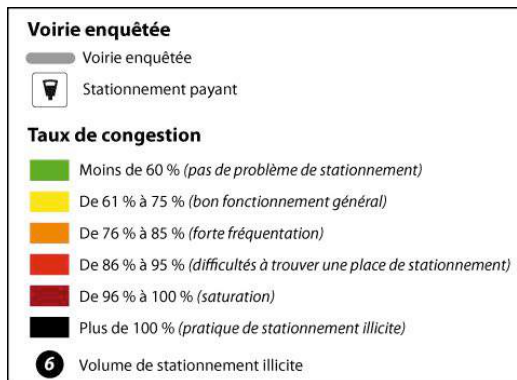 Voirie enquêtée
Voirie enquêtée
Stationnement payant
Taux de congestion
Moins de 60 % (pas de problème de stationnement)
De 61 % à 75 % (bon fonctionnement général)
De 76 % à 85 % (forte fréquentation)
De 86 % à 95 % (difficultés à trouver une place de stationnement)
De 96 % à 100 % (saturation)
Plus de 100 % (pratique de stationnement illicite)
6 Volume de stationnement illicite